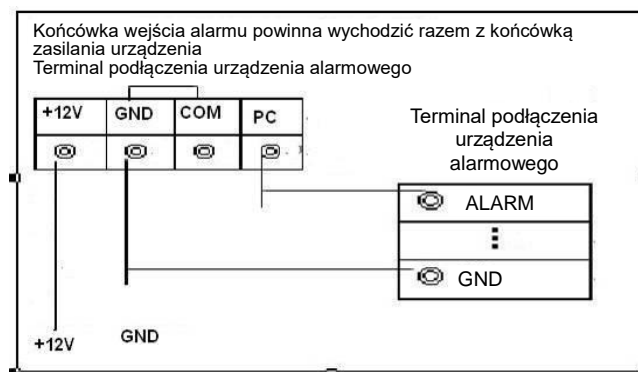 Końcówka wejścia alarmu powinna wychodzić razem z końcówką
zasilania urządzenia
Terminal podłączenia urządzenia alarmowego
+12V GND COM PC
Terminal podłączenia
urządzenia
alarmowego
ALARM
GND
+12V GND